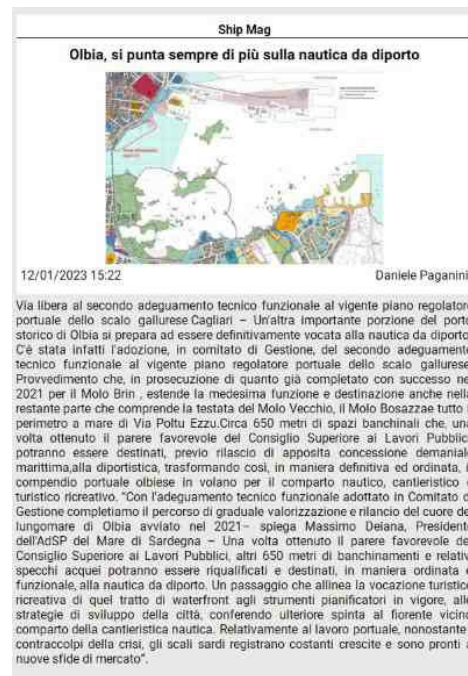 Ship Mag
Olbia, si punta sempre di più sulla nautica da diporto
12/01/2023 15:22
Daniele Paganini
Via libera al secondo adeguamento tecnico funzionale al vigente piano regolatore
portuale dello scalo gallurese Cagliari – Un'altra importante porzione del porto
storico di Olbia si prepara ad essere definitivamente vocata alla nautica da diporto.
C'è stata infatti l'adozione, in comitato di Gestione, del secondo adeguamento
tecnico funzionale al vigente piano regolatore portuale dello scalo gallurese.
Provvedimento che, in prosecuzione di quanto già completato con successo ne
2021 per il Molo Brin , estende la medesima funzione e destinazione anche nella
restante parte che comprende la testata del Molo Vecchio, il Molo Bosazzae tutto i
perimetro a mare di Via Poltu Ezzu.Circa 650 metri di spazi banchinali che, una
volta ottenuto il parere favorevole del Consiglio Superiore ai Lavori Pubblic
potranno essere destinati, previo rilascio di apposita concessione demaniale
marittima,alla diportistica, trasformando così, in maniera definitiva ed ordinata, i
compendio portuale olbiese in volano per il comparto nautico, cantieristico e
turistico ricreativo. "Con l'adeguamento tecnico funzionale adottato in Comitato d
Gestione completiamo il percorso di graduale valorizzazione e rilancio del cuore de
lungomare di Olbia avviato nel 2021– spiega Massimo Deiana, President
dell'AdSP del Mare di Sardegna – Una volta ottenuto il parere favorevole de
Consiglio Superiore ai Lavori Pubblici, altri 650 metri di banchinamenti e relativ
specchi acquei potranno essere riqualificati e destinati, in maniera ordinata e
funzionale, alla nautica da diporto. Un passaggio che allinea la vocazione turistico
ricreativa di quel tratto di waterfront agli strumenti pianificatori in vigore, alle
strategie di sviluppo della città, conferendo ulteriore spinta al fiorente vicino
comparto della cantieristica nautica. Relativamente al lavoro portuale, nonostante
contraccolpi della crisi, gli scali sardi registrano costanti crescite e sono pronti a
nuove sfide di mercato".